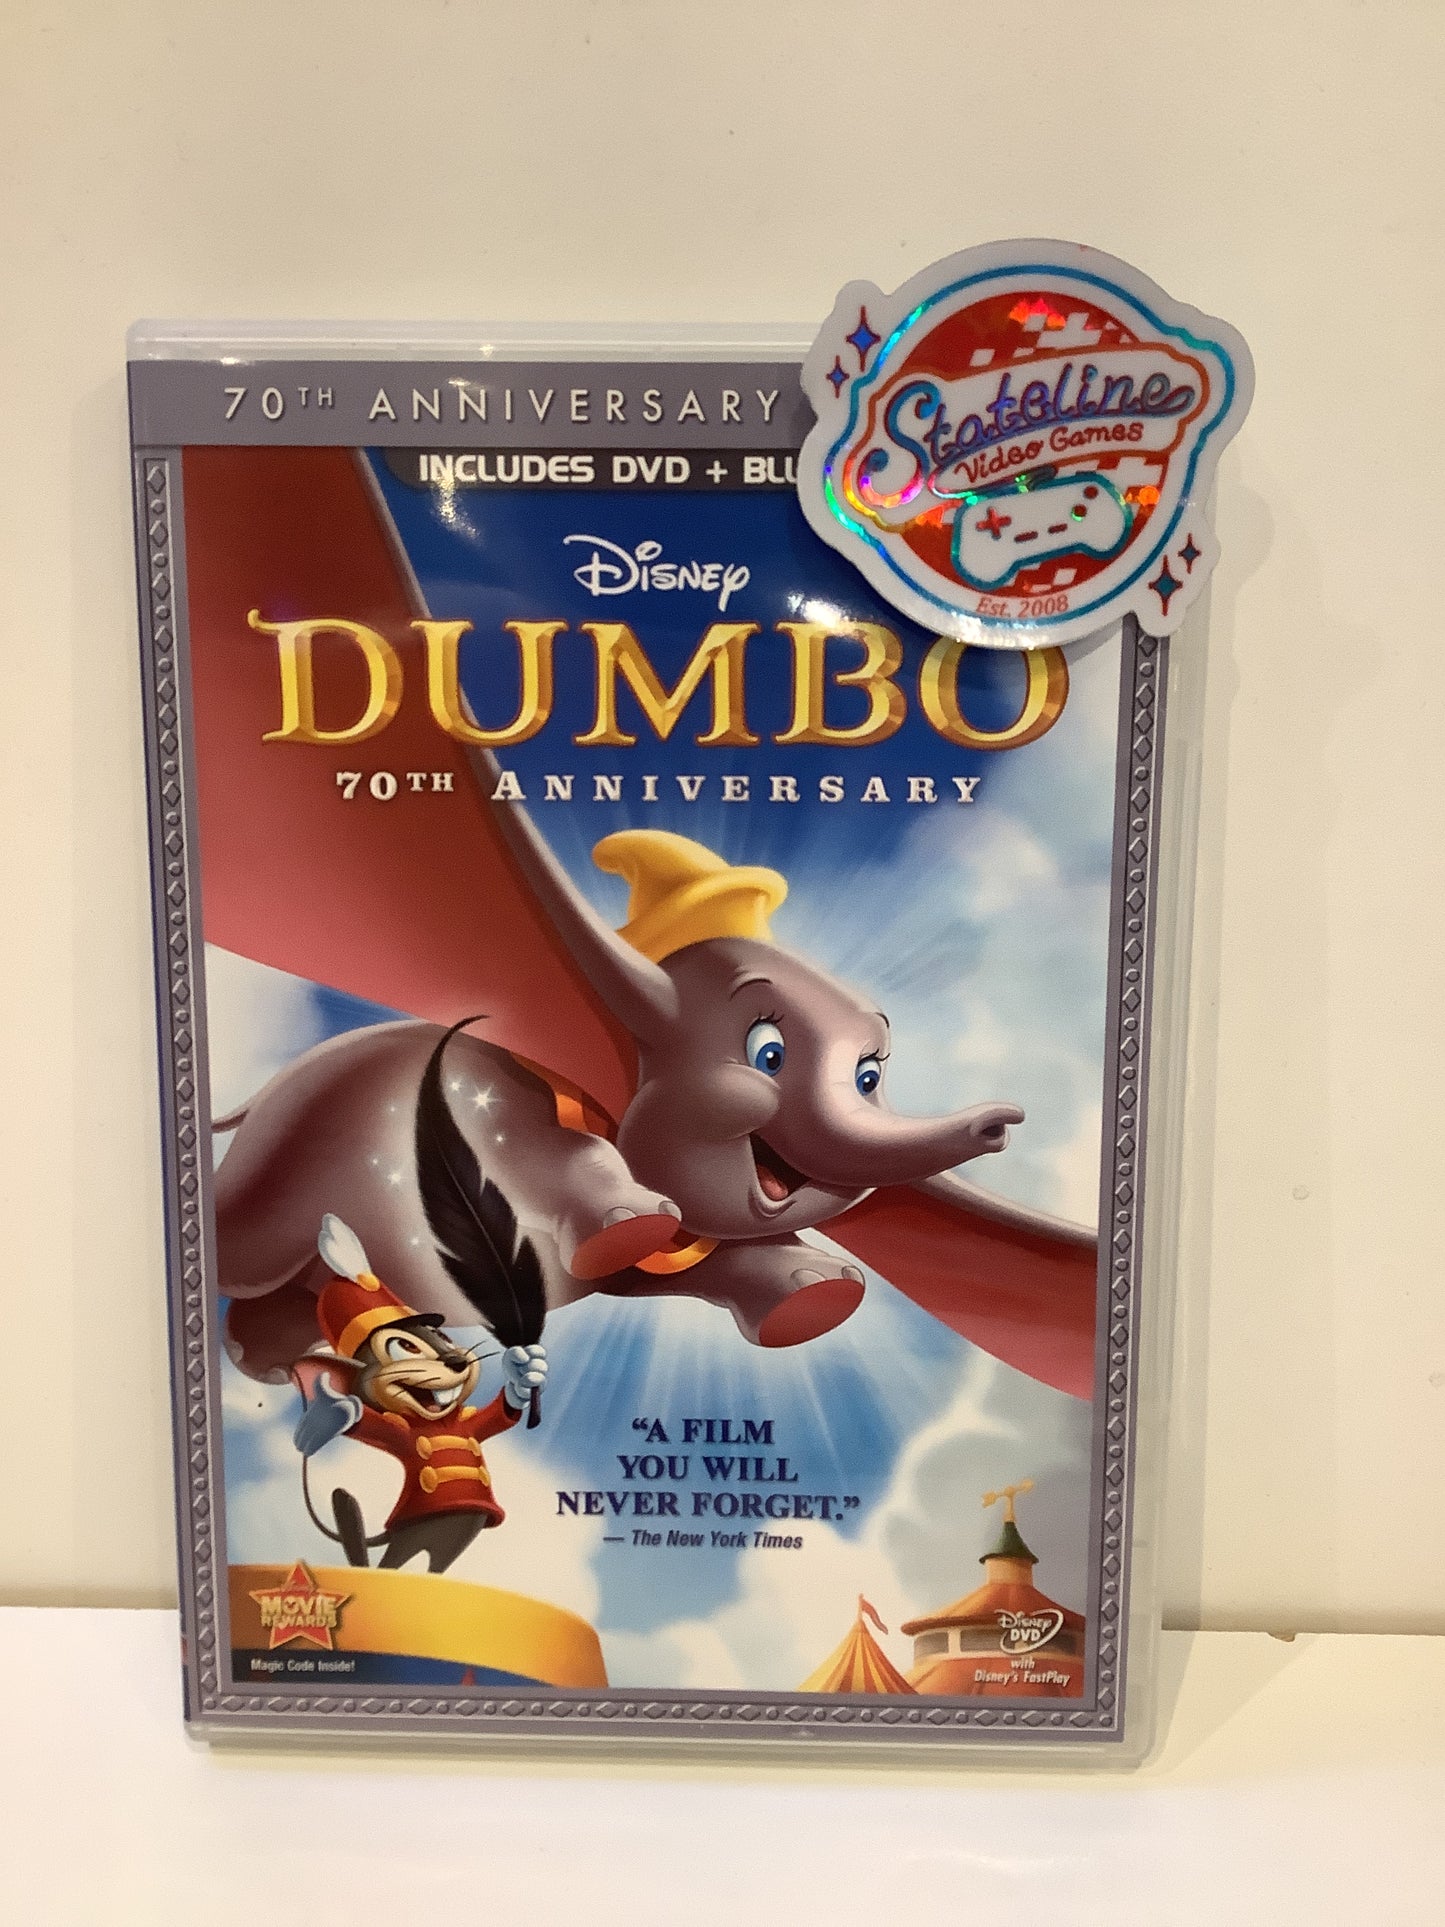 70TH ANNIVERSARY
INCLUDES DVD + BLU
Stateline
Video Games
Est. 2008
Disney
DUMBO
70TH ANNIVERSARY
"A FILM
YOU WILL
NEVER FORGET."
— The New York Times
Disney
MOVIE
REWARDS
Magic Code Inside!
Disney
DVD
with
Disney's FastPlay